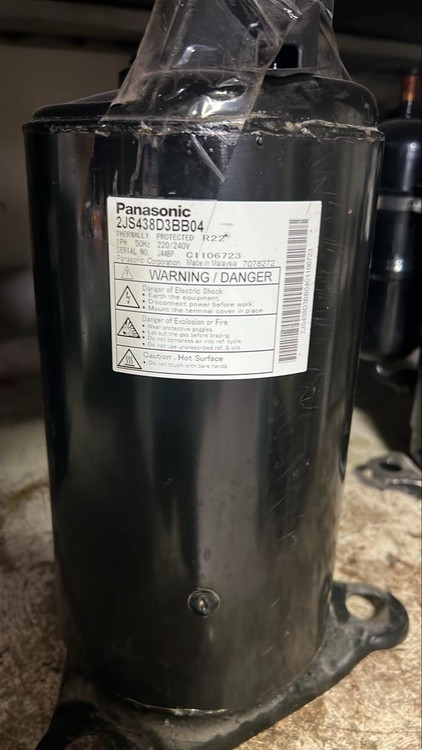 Panasonic
2JS438D3BB04
THERMALLY PROTECTED R22
1PH 50Hz 220/240V
SERIAL NO. J445P C1106723
Panasonic Corporation Made in Malaysia 7078272
WARNING / DANGER
Danger of Electric Shock
• Earth the equipment.
• Disconnect power before work.
• Mount the terminal cover in place.
Danger of Explosion or Fire
• Wear protective goggles.
• Let out the gas before brazing.
• Do not compress air into ref. cycle.
• Do not use unprescribed ref. & oils.
Caution . Hot Surface
• Do not touch with bare hands.